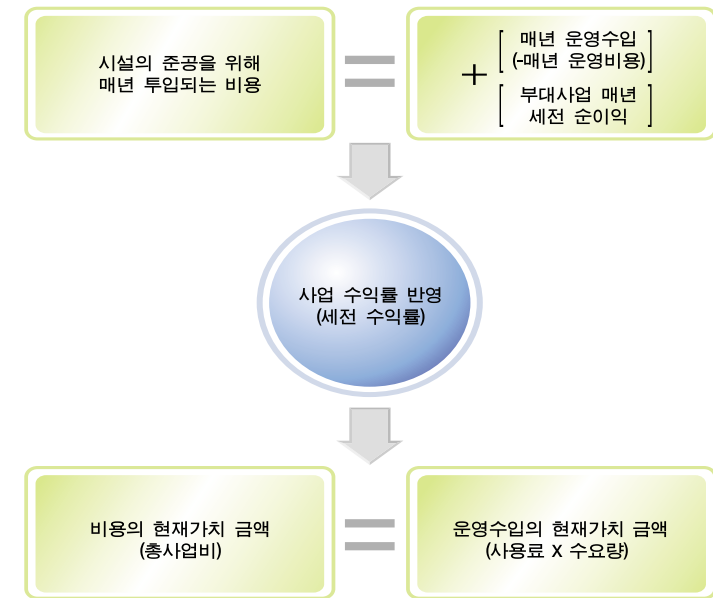 시설의 준공을 위해
매년 투입되는 비용
=
+
[ 매년 운영수입 ]
[ (-매년 운영비용) ]
[ 부대사업 매년 ]
[ 세전 순이익 ]
사업 수익률 반영
(세전 수익률)
비용의 현재가치 금액
(총사업비)
=
운영수입의 현재가치 금액
(사용료 x 수요량)